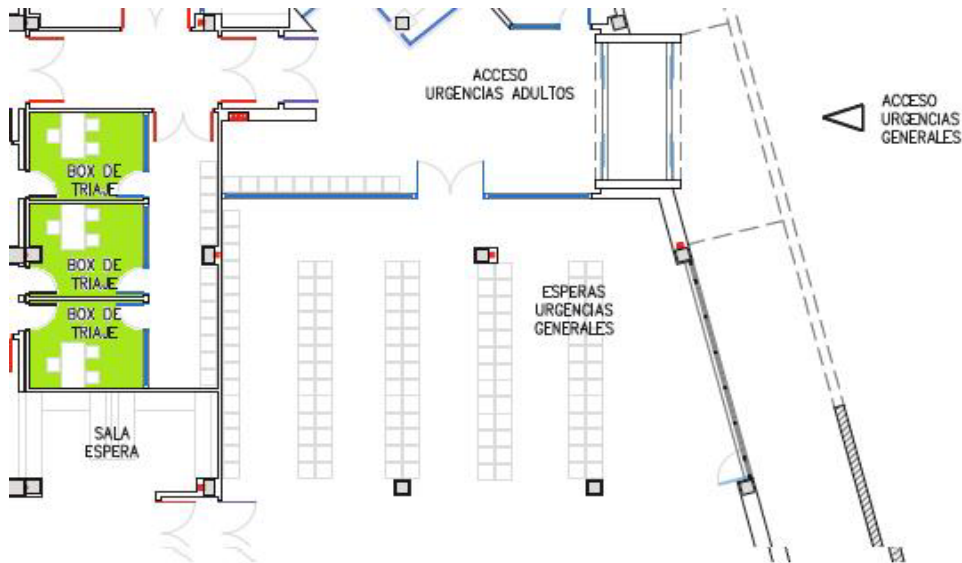 ACCESO
URGENCIAS ADULTOS
ACCESO
URGENCIAS
GENERALES
BOX DE
TRIAJE
BOX DE
TRIAJE
BOX DE
TRIAJE
ESPERAS
URGENCIAS
GENERALES
SALA
ESPERA